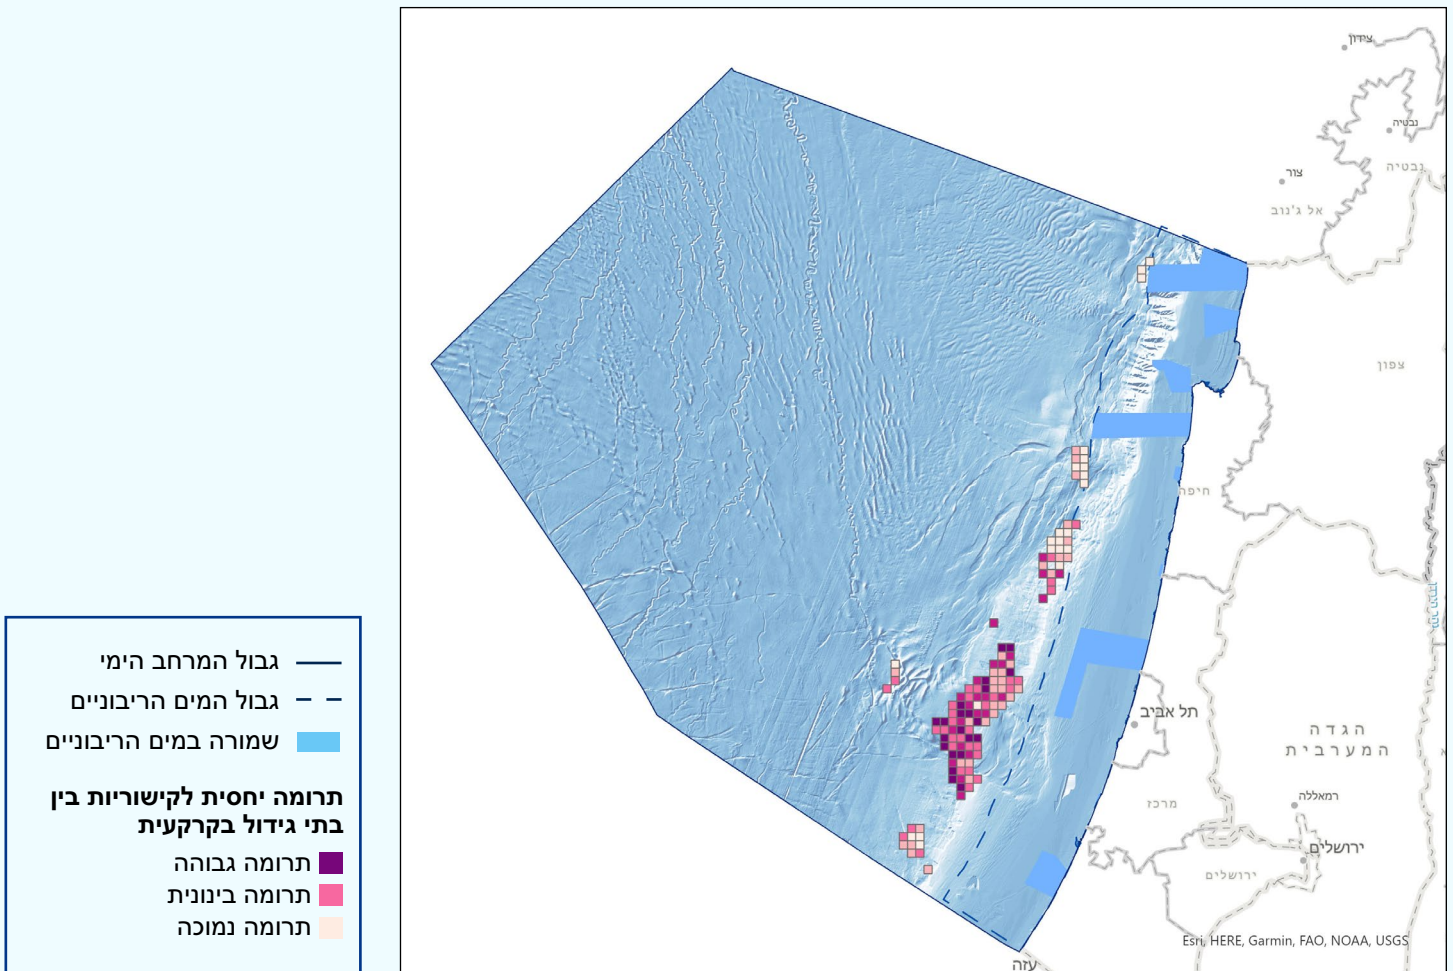 צידון
נבטיה
נבטיה
צור
אל ג'נוב
צפון
חיפה
נהר הירדן
תל אביב
הגדה
המערבית
מרכז
רמאללה
ירושלים
ירושלים
עזה
Esri, HERE, Garmin, FAO, NOAA, USGS
גבול המרחב הימי
גבול המים הריבוניים
שמורה במים הריבוניים
תרומה יחסית לקישוריות בין
בתי גידול בקרקעית
תרומה גבוהה
תרומה בינונית
תרומה נמוכה